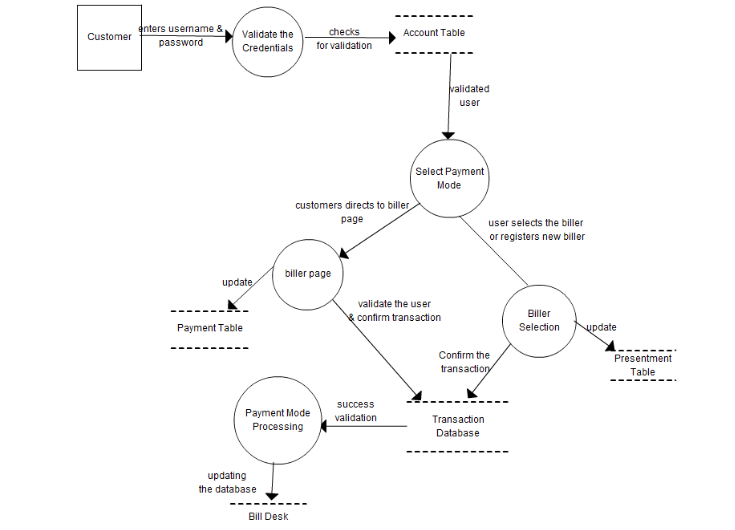 Customer
enters username &
password
Validate the
Credentials
checks
for validation
Account Table
validated
user
Select Payment
Mode
customers directs to biller
page
user selects the biller
or registers new biller
biller page
update
Payment Table
validate the user
& confirm transaction
Biller
Selection
update
Presentment
Table
Confirm the
transaction
Transaction
Database
success
validation
Payment Mode
Processing
updating
the database
Bill Desk